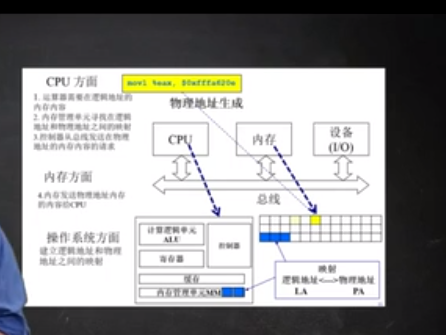 CPU 方面
movl %eax, $0xfffa620e
1. 运算器需要在逻辑地址的
内存内容
物理地址生成
2. 内存管理单元寻找在逻辑
地址和物理地址之间的映射
3.控制器从总线发送在物理
地址的内存内容的请求
CPU
内存
设备
(I/O)
内存方面
总线
4.内存发送物理地址内存
的内容给CPU
操作系统方面
建立逻辑地址和物理
地址之间的映射
计算逻辑单元
ALU
控制器
寄存器
缓存
内存管理单元MM
映射
逻辑地址<--->物理地址
LA PA